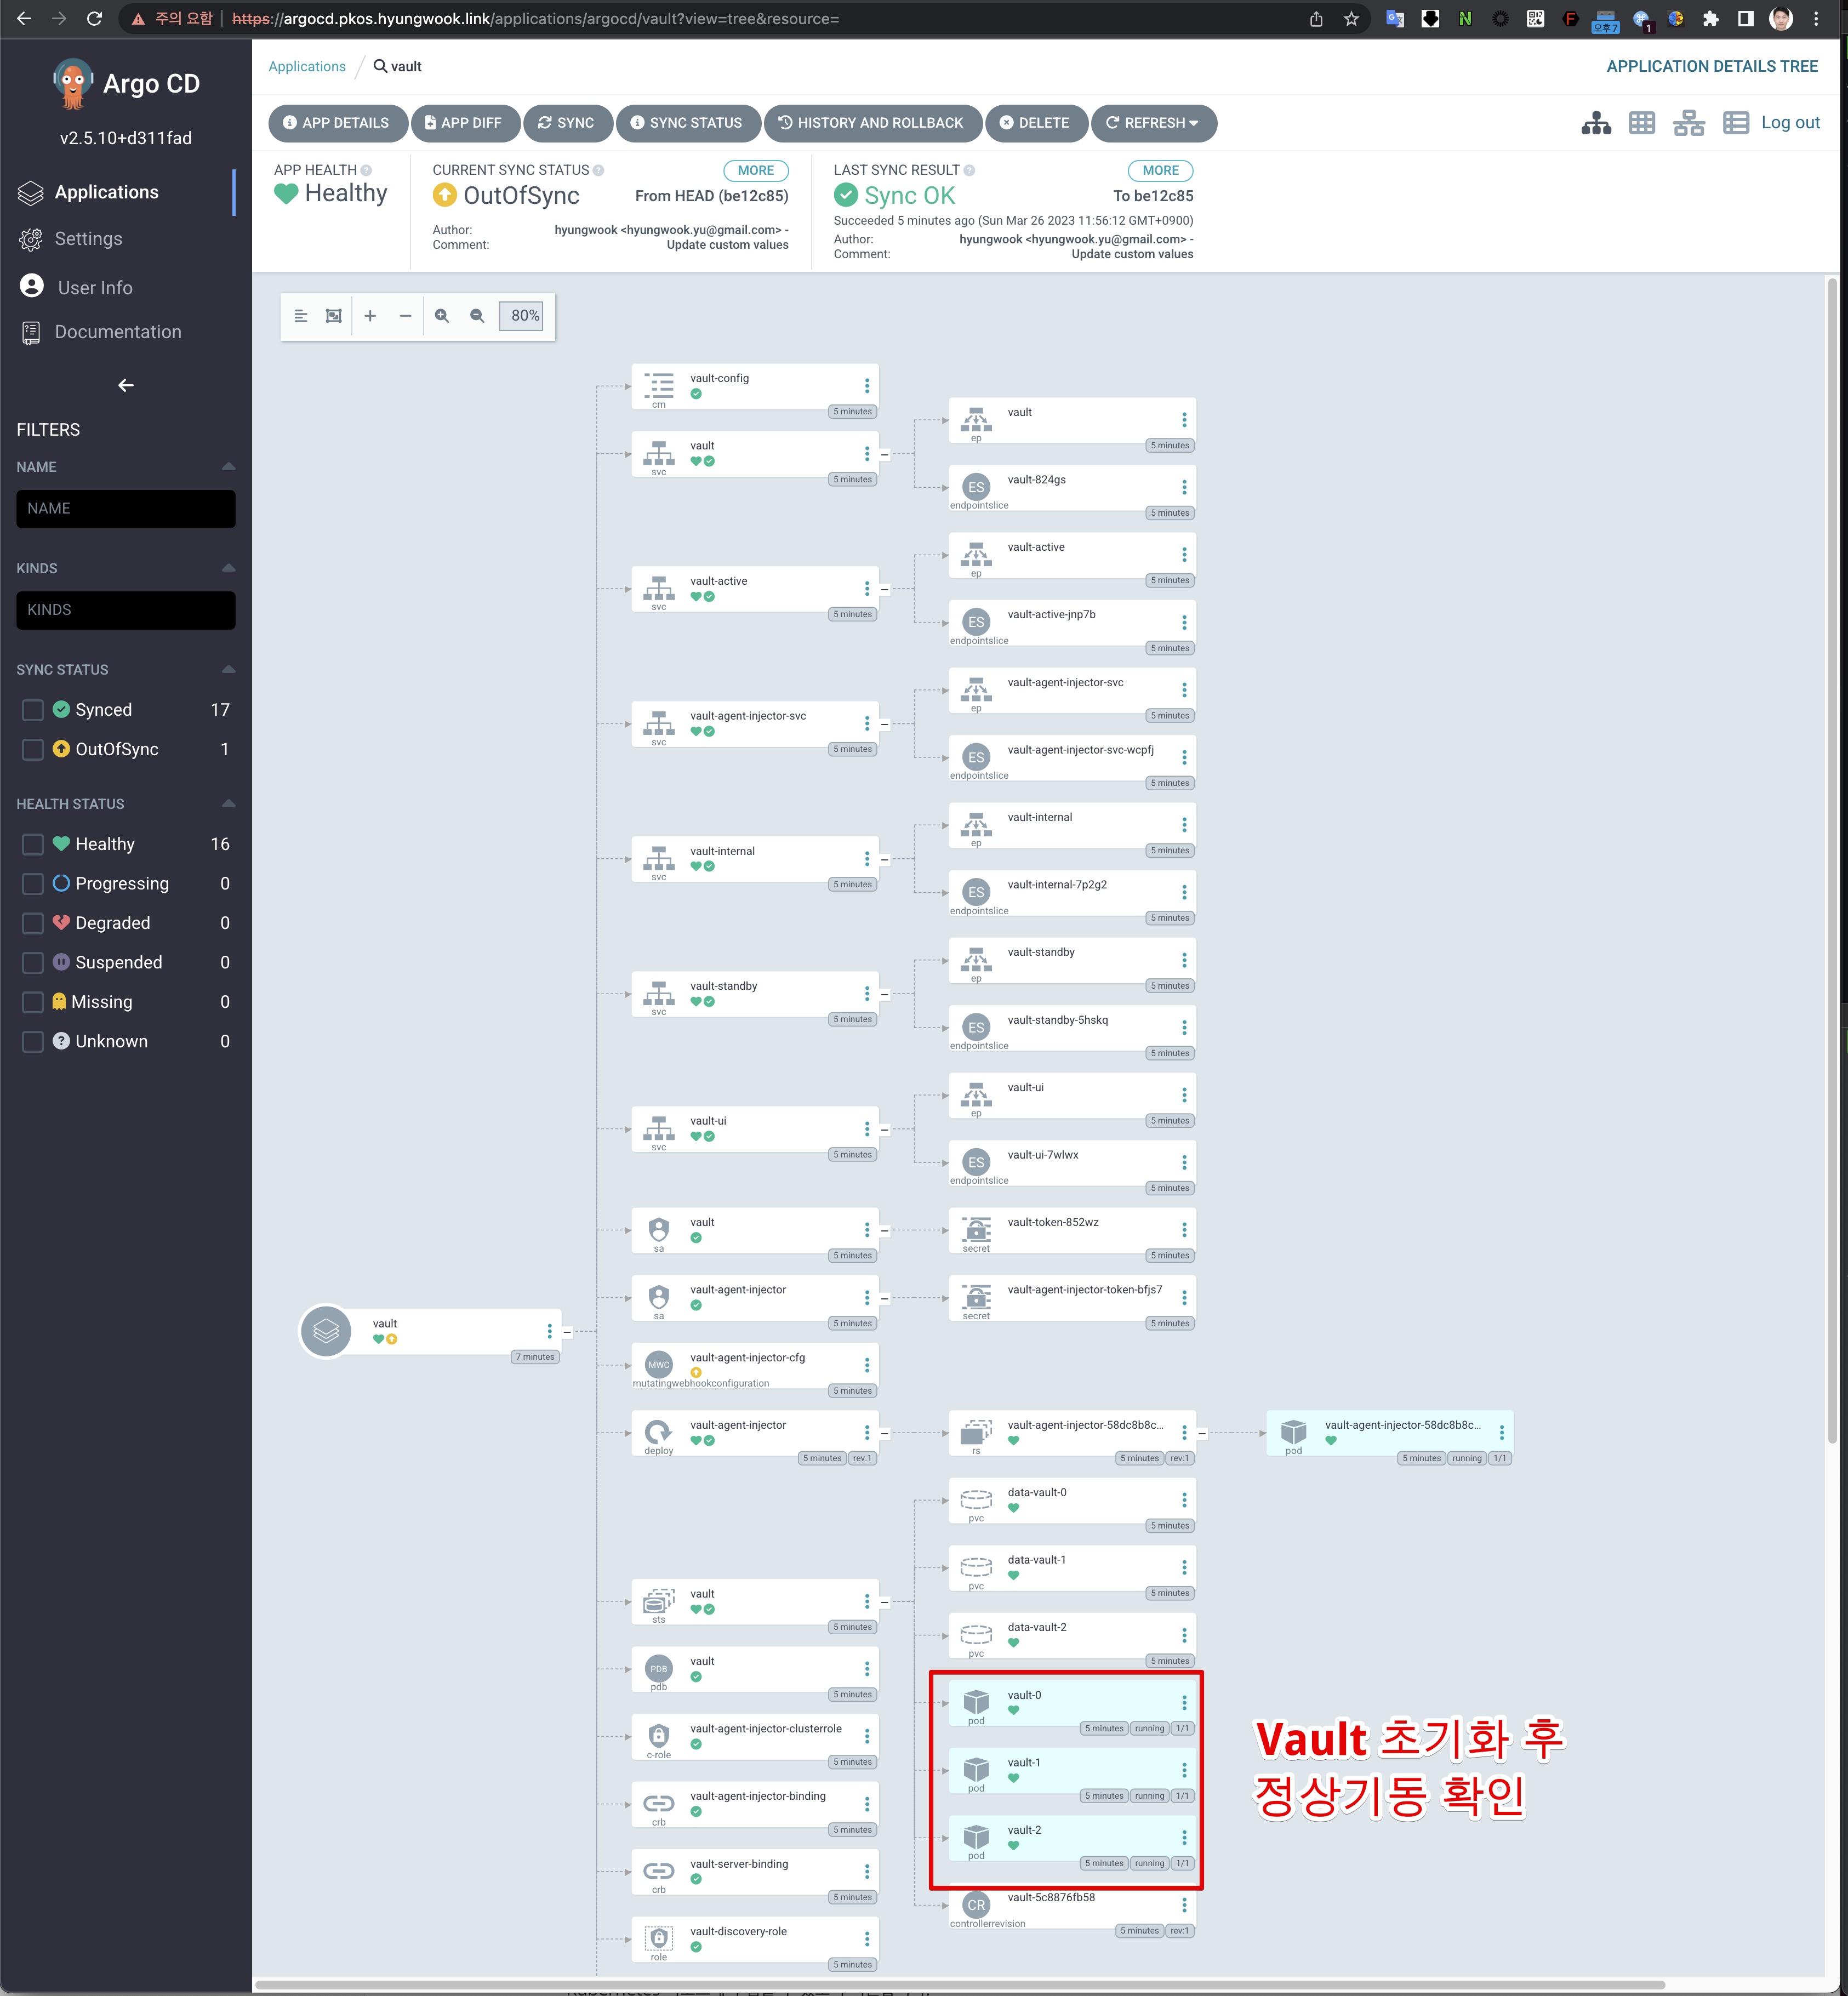 주의 요함
https://argocd.pkos.hyungwook.link/applications/argocd/vault?view=tree&resource=
오후 7
1
Argo CD
v2.5.10+d311fad
Applications
Settings
User Info
Documentation
FILTERS
NAME
NAME
KINDS
KINDS
SYNC STATUS
Synced 17
OutOfSync 1
HEALTH STATUS
Healthy 16
Progressing 0
Degraded 0
Suspended 0
Missing 0
Unknown 0
Applications / vault
APPLICATION DETAILS TREE
APP DETAILS
APP DIFF
SYNC
SYNC STATUS
HISTORY AND ROLLBACK
DELETE
REFRESH
Log out
APP HEALTH
Healthy
CURRENT SYNC STATUS
MORE
OutOfSync
From HEAD (be12c85)
Author: hyungwook <hyungwook.yu@gmail.com> -
Comment: Update custom values
LAST SYNC RESULT
MORE
Sync OK
To be12c85
Succeeded 5 minutes ago (Sun Mar 26 2023 11:56:12 GMT+0900)
Author: hyungwook <hyungwook.yu@gmail.com> -
Comment: Update custom values
80%
vault
7 minutes
vault-config
cm
5 minutes
vault
svc
5 minutes
vault
ep
5 minutes
ES
vault-824gs
endpointslice
5 minutes
vault-active
svc
5 minutes
vault-active
ep
5 minutes
ES
vault-active-jnp7b
endpointslice
5 minutes
vault-agent-injector-svc
svc
5 minutes
vault-agent-injector-svc
ep
5 minutes
ES
vault-agent-injector-svc-wcpfj
endpointslice
5 minutes
vault-internal
svc
5 minutes
vault-internal
ep
5 minutes
ES
vault-internal-7p2g2
endpointslice
5 minutes
vault-standby
svc
5 minutes
vault-standby
ep
5 minutes
ES
vault-standby-5hskq
endpointslice
5 minutes
vault-ui
svc
5 minutes
vault-ui
ep
5 minutes
ES
vault-ui-7wlwx
endpointslice
5 minutes
vault
sa
5 minutes
vault-token-852wz
secret
5 minutes
vault-agent-injector
sa
5 minutes
vault-agent-injector-token-bfjs7
secret
5 minutes
MWC
vault-agent-injector-cfg
mutatingwebhookconfiguration
5 minutes
vault-agent-injector
deploy
5 minutes rev:1
vault-agent-injector-58dc8b8c...
rs
5 minutes rev:1
vault-agent-injector-58dc8b8c...
pod
5 minutes running 1/1
vault
sts
5 minutes
data-vault-0
pvc
5 minutes
data-vault-1
pvc
5 minutes
data-vault-2
pvc
5 minutes
vault-0
pod
5 minutes running 1/1
vault-1
pod
5 minutes running 1/1
vault-2
pod
5 minutes running 1/1
CR
vault-5c8876fb58
controllerrevision
5 minutes rev:1
PDB
vault
pdb
5 minutes
vault-agent-injector-clusterrole
c-role
5 minutes
vault-agent-injector-binding
crb
5 minutes
vault-server-binding
crb
5 minutes
vault-discovery-role
role
5 minutes
Vault 초기화 후
정상기동 확인